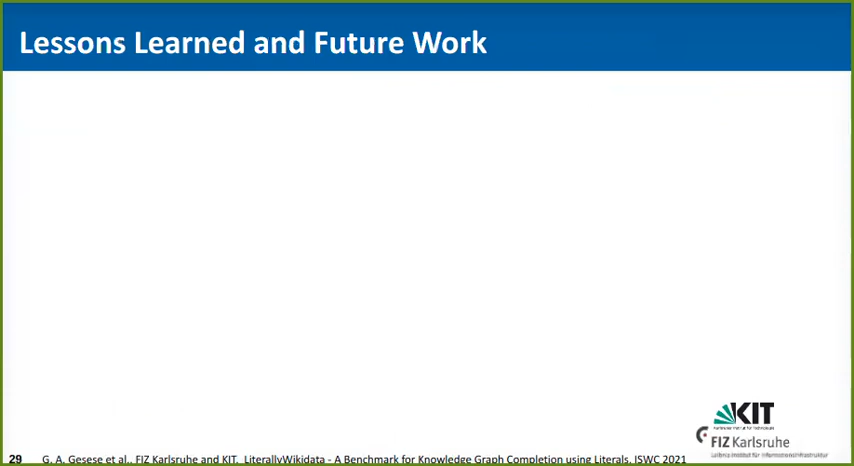 Lessons Learned and Future Work
KIT
FIZ Karlsruhe
Leibniz Institut für Informationsinfrastruktur
29 G. A. Gesese et al., FIZ Karlsruhe and KIT, LiterallyWikidata - A Benchmark for Knowledge Graph Completion using Literals, ISWC 2021